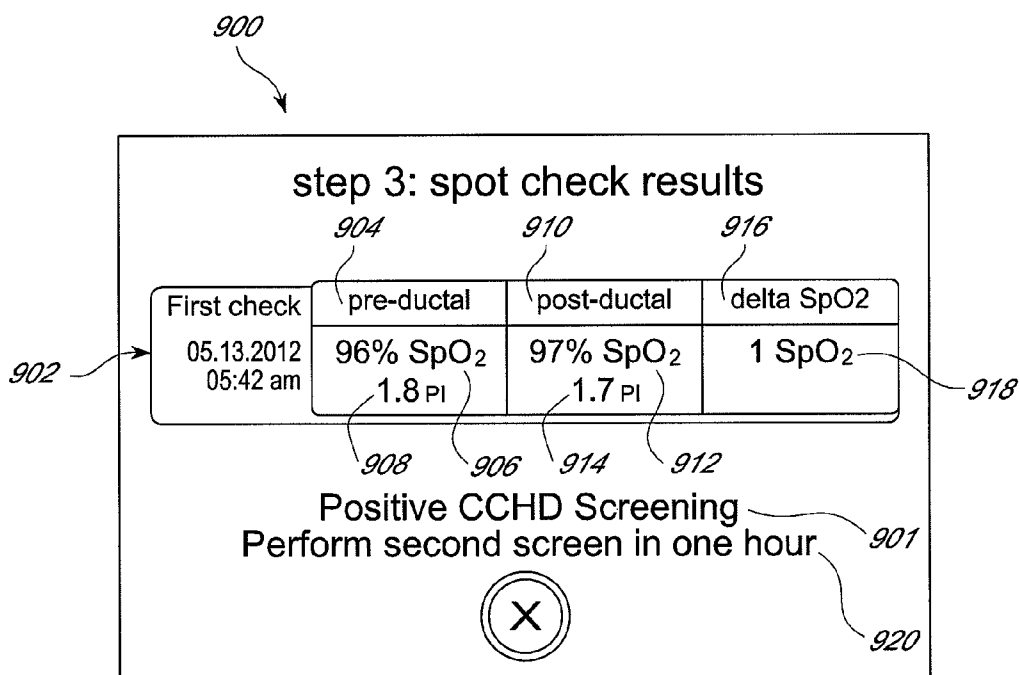 900
step 3: spot check results
904 910 916
First check pre-ductal post-ductal delta SpO2
902 05.13.2012 96% SpO₂ 97% SpO₂ 1 SpO₂ 918
05:42 am 1.8 PI 1.7 PI
908 906 914 912
Positive CCHD Screening 901
Perform second screen in one hour
X 920